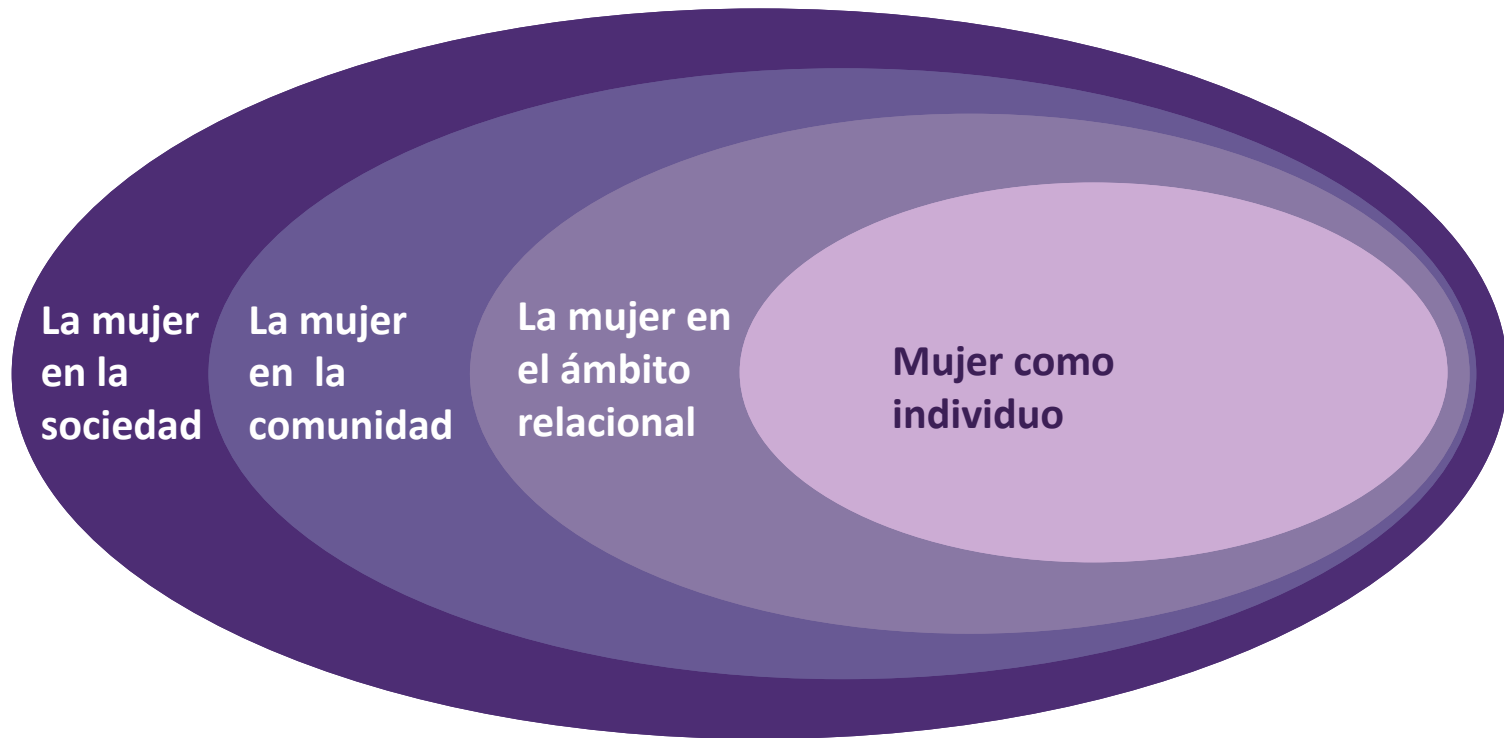 La mujer
en la
sociedad
La mujer
en  la
comunidad
La mujer en
el ámbito
relacional
Mujer como
individuo